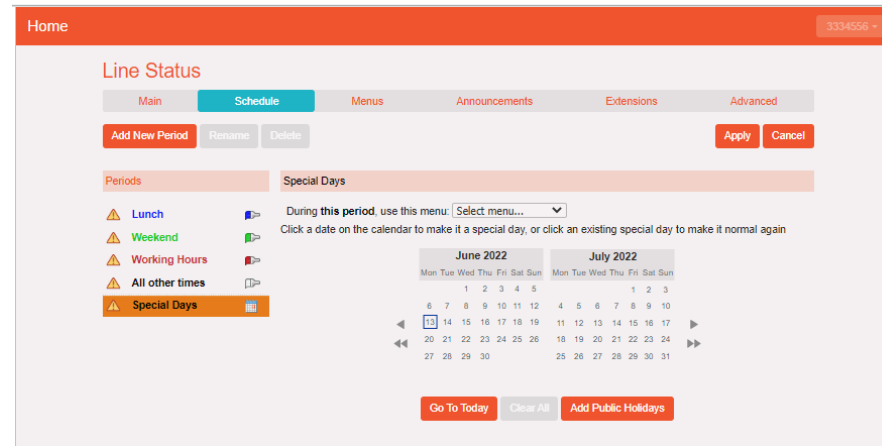 Home
3334556
Line Status
Main Schedule Menus Announcements Extensions Advanced
Add New Period Rename Delete Apply Cancel
Periods
Special Days
Lunch
Weekend
Working Hours
All other times
Special Days
During this period, use this menu: Select menu...
Click a date on the calendar to make it a special day, or click an existing special day to make it normal again
June 2022
Mon Tue Wed Thu Fri Sat Sun
1 2 3 4 5
6 7 8 9 10 11 12
13 14 15 16 17 18 19
20 21 22 23 24 25 26
27 28 29 30
July 2022
Mon Tue Wed Thu Fri Sat Sun
1 2 3
4 5 6 7 8 9 10
11 12 13 14 15 16 17
18 19 20 21 22 23 24
25 26 27 28 29 30 31
Go To Today Clear All Add Public Holidays